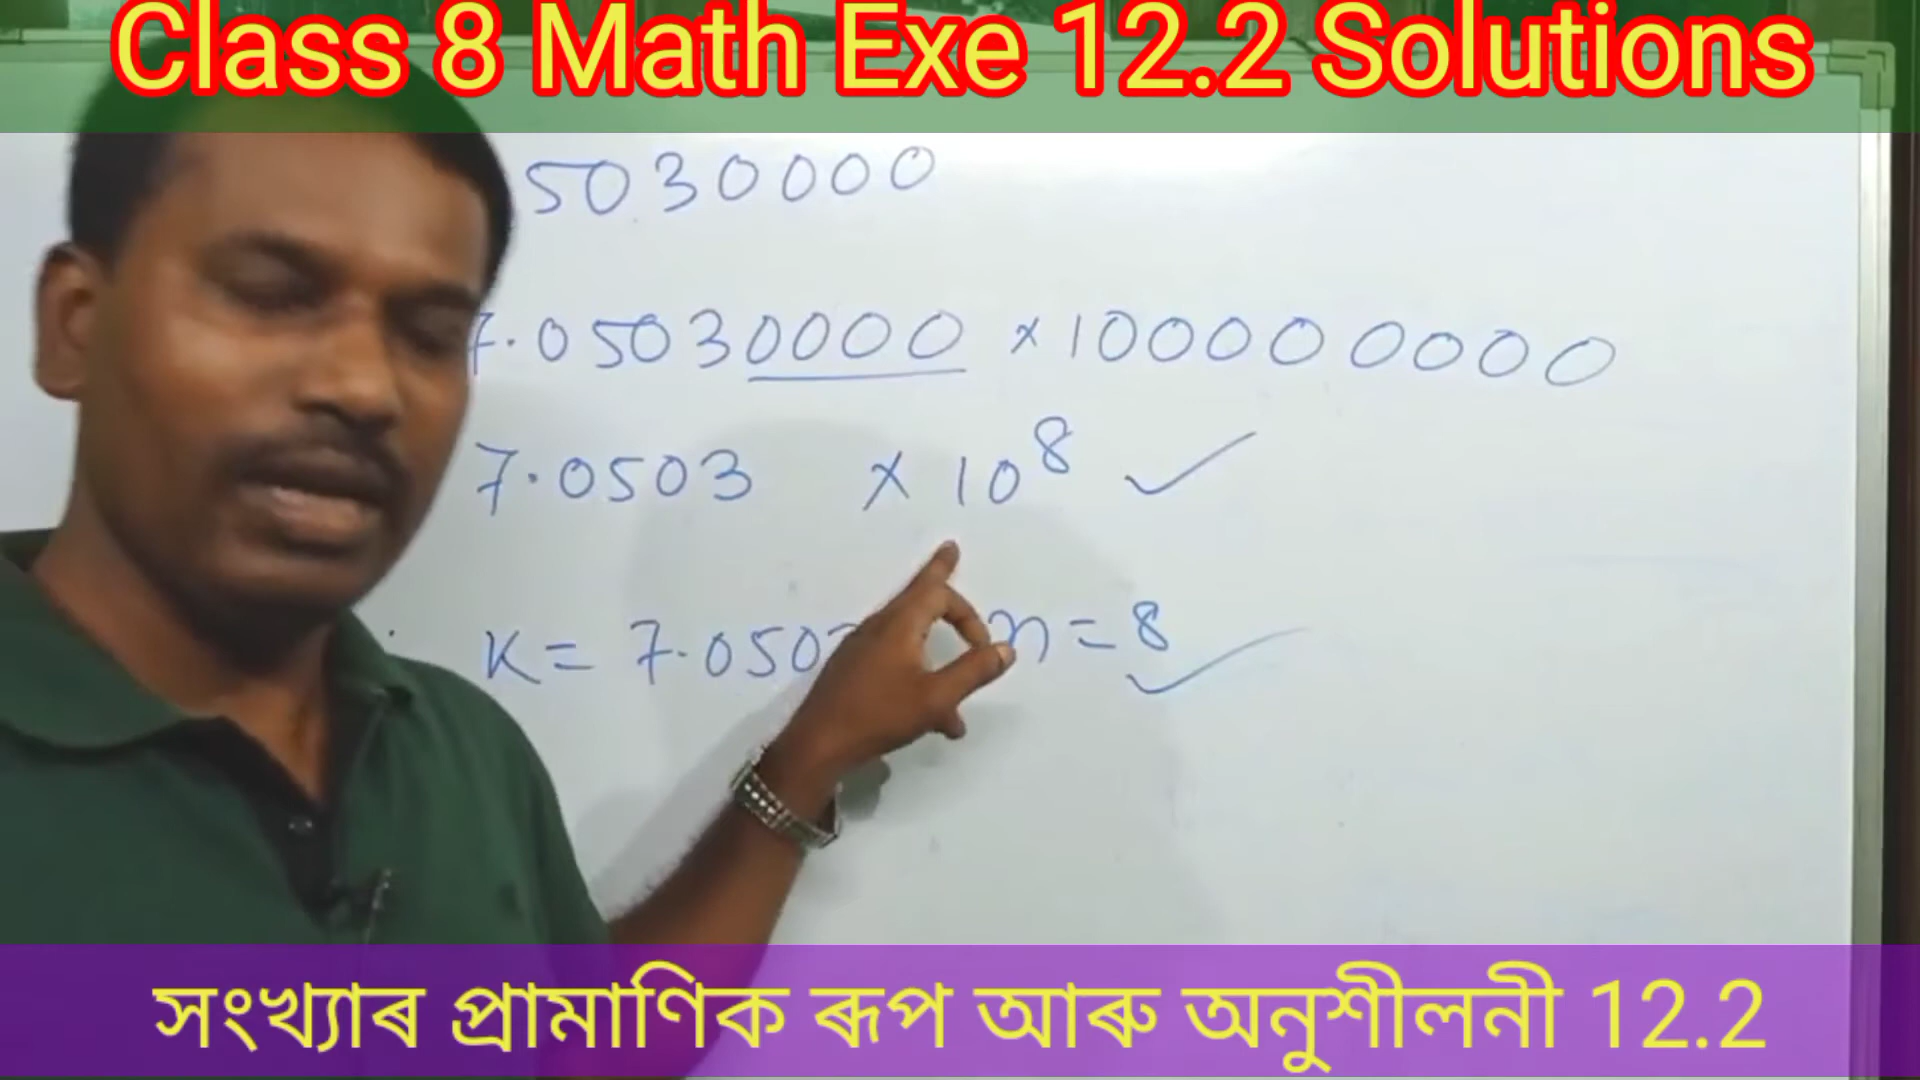 Class 8 Math Exe 12.2 Solutions
5030000
7.05030000 × 100000000
7.0503 × 10⁸ ✓
K = 7.050 n = 8 ✓
সংখ্যাৰ প্ৰামাণিক ৰূপ আৰু অনুশীলনী 12.2